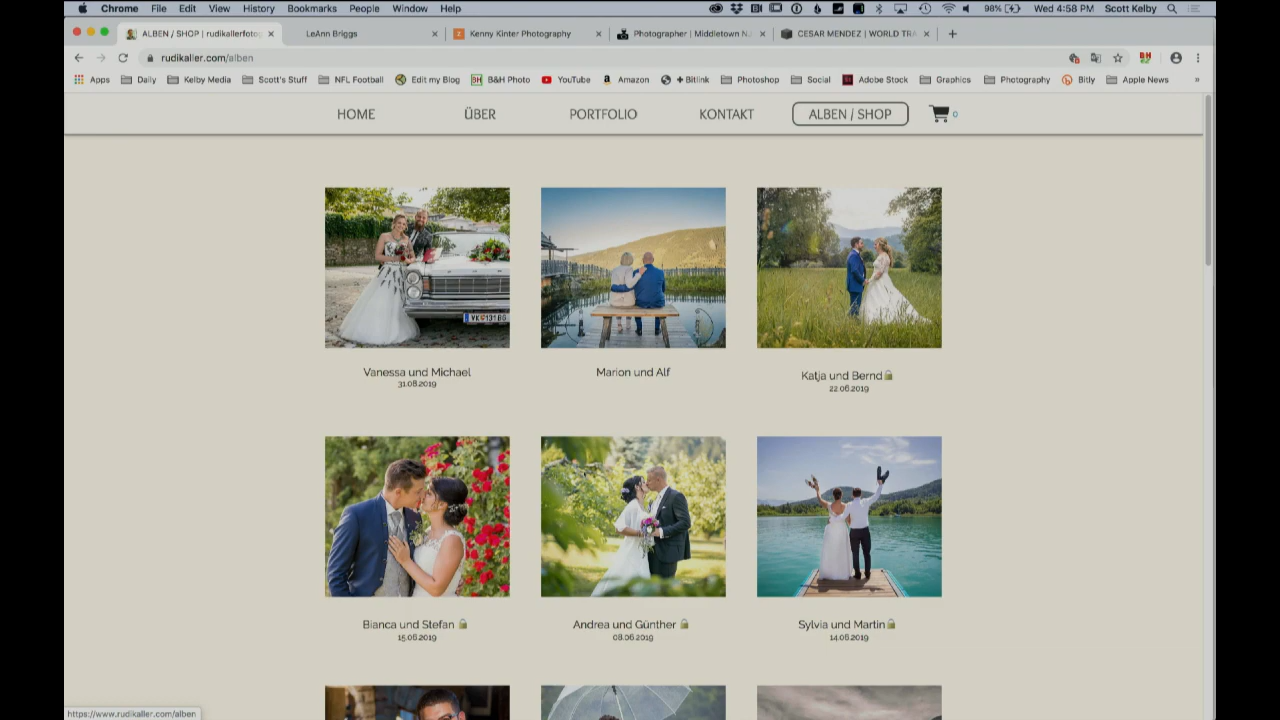 Chrome File Edit View History Bookmarks People Window Help 98% Wed 4:58 PM Scott Kelby
ALBEN / SHOP | rudikallerfotog LeAnn Briggs Kenny Kinter Photography Photographer | Middletown NJ CESAR MENDEZ | WORLD TRA
rudikaller.com/alben
Apps Daily Kelby Media Scott's Stuff NFL Football Edit my Blog B&H Photo YouTube Amazon + Bitlink Photoshop Social Adobe Stock Graphics Photography Bitly Apple News »
HOME ÜBER PORTFOLIO KONTAKT ALBEN / SHOP 0
Vanessa und Michael
31.08.2019
Marion und Alf
Katja und Bernd
22.06.2019
Bianca und Stefan
15.06.2019
Andrea und Günther
08.06.2019
Sylvia und Martin
14.06.2019
https://www.rudikaller.com/alben